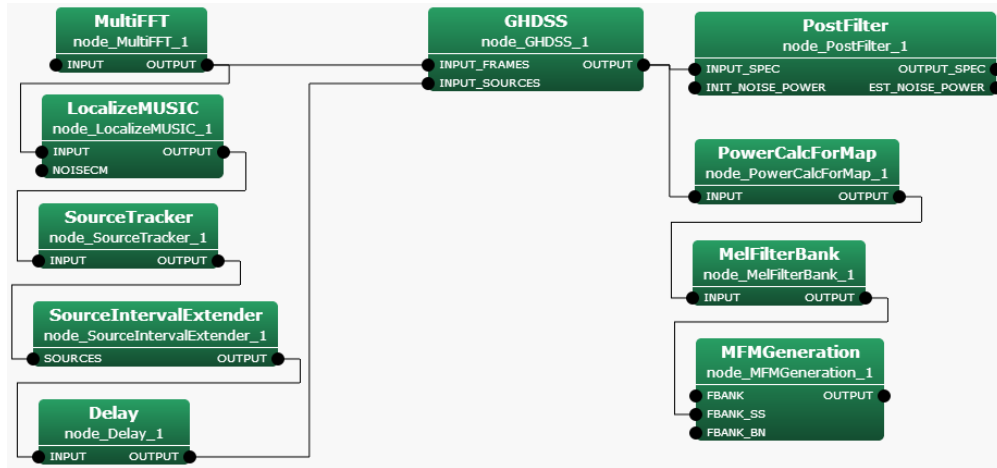 MultiFFT
node_MultiFFT_1
INPUT OUTPUT
LocalizeMUSIC
node_LocalizeMUSIC_1
INPUT OUTPUT
NOISECM
SourceTracker
node_SourceTracker_1
INPUT OUTPUT
SourceIntervalExtender
node_SourceIntervalExtender_1
SOURCES OUTPUT
Delay
node_Delay_1
INPUT OUTPUT
GHDSS
node_GHDSS_1
INPUT_FRAMES OUTPUT
INPUT_SOURCES
PostFilter
node_PostFilter_1
INPUT_SPEC OUTPUT_SPEC
INIT_NOISE_POWER EST_NOISE_POWER
PowerCalcForMap
node_PowerCalcForMap_1
INPUT OUTPUT
MelFilterBank
node_MelFilterBank_1
INPUT OUTPUT
MFMGeneration
node_MFMGeneration_1
FBANK OUTPUT
FBANK_SS
FBANK_BN